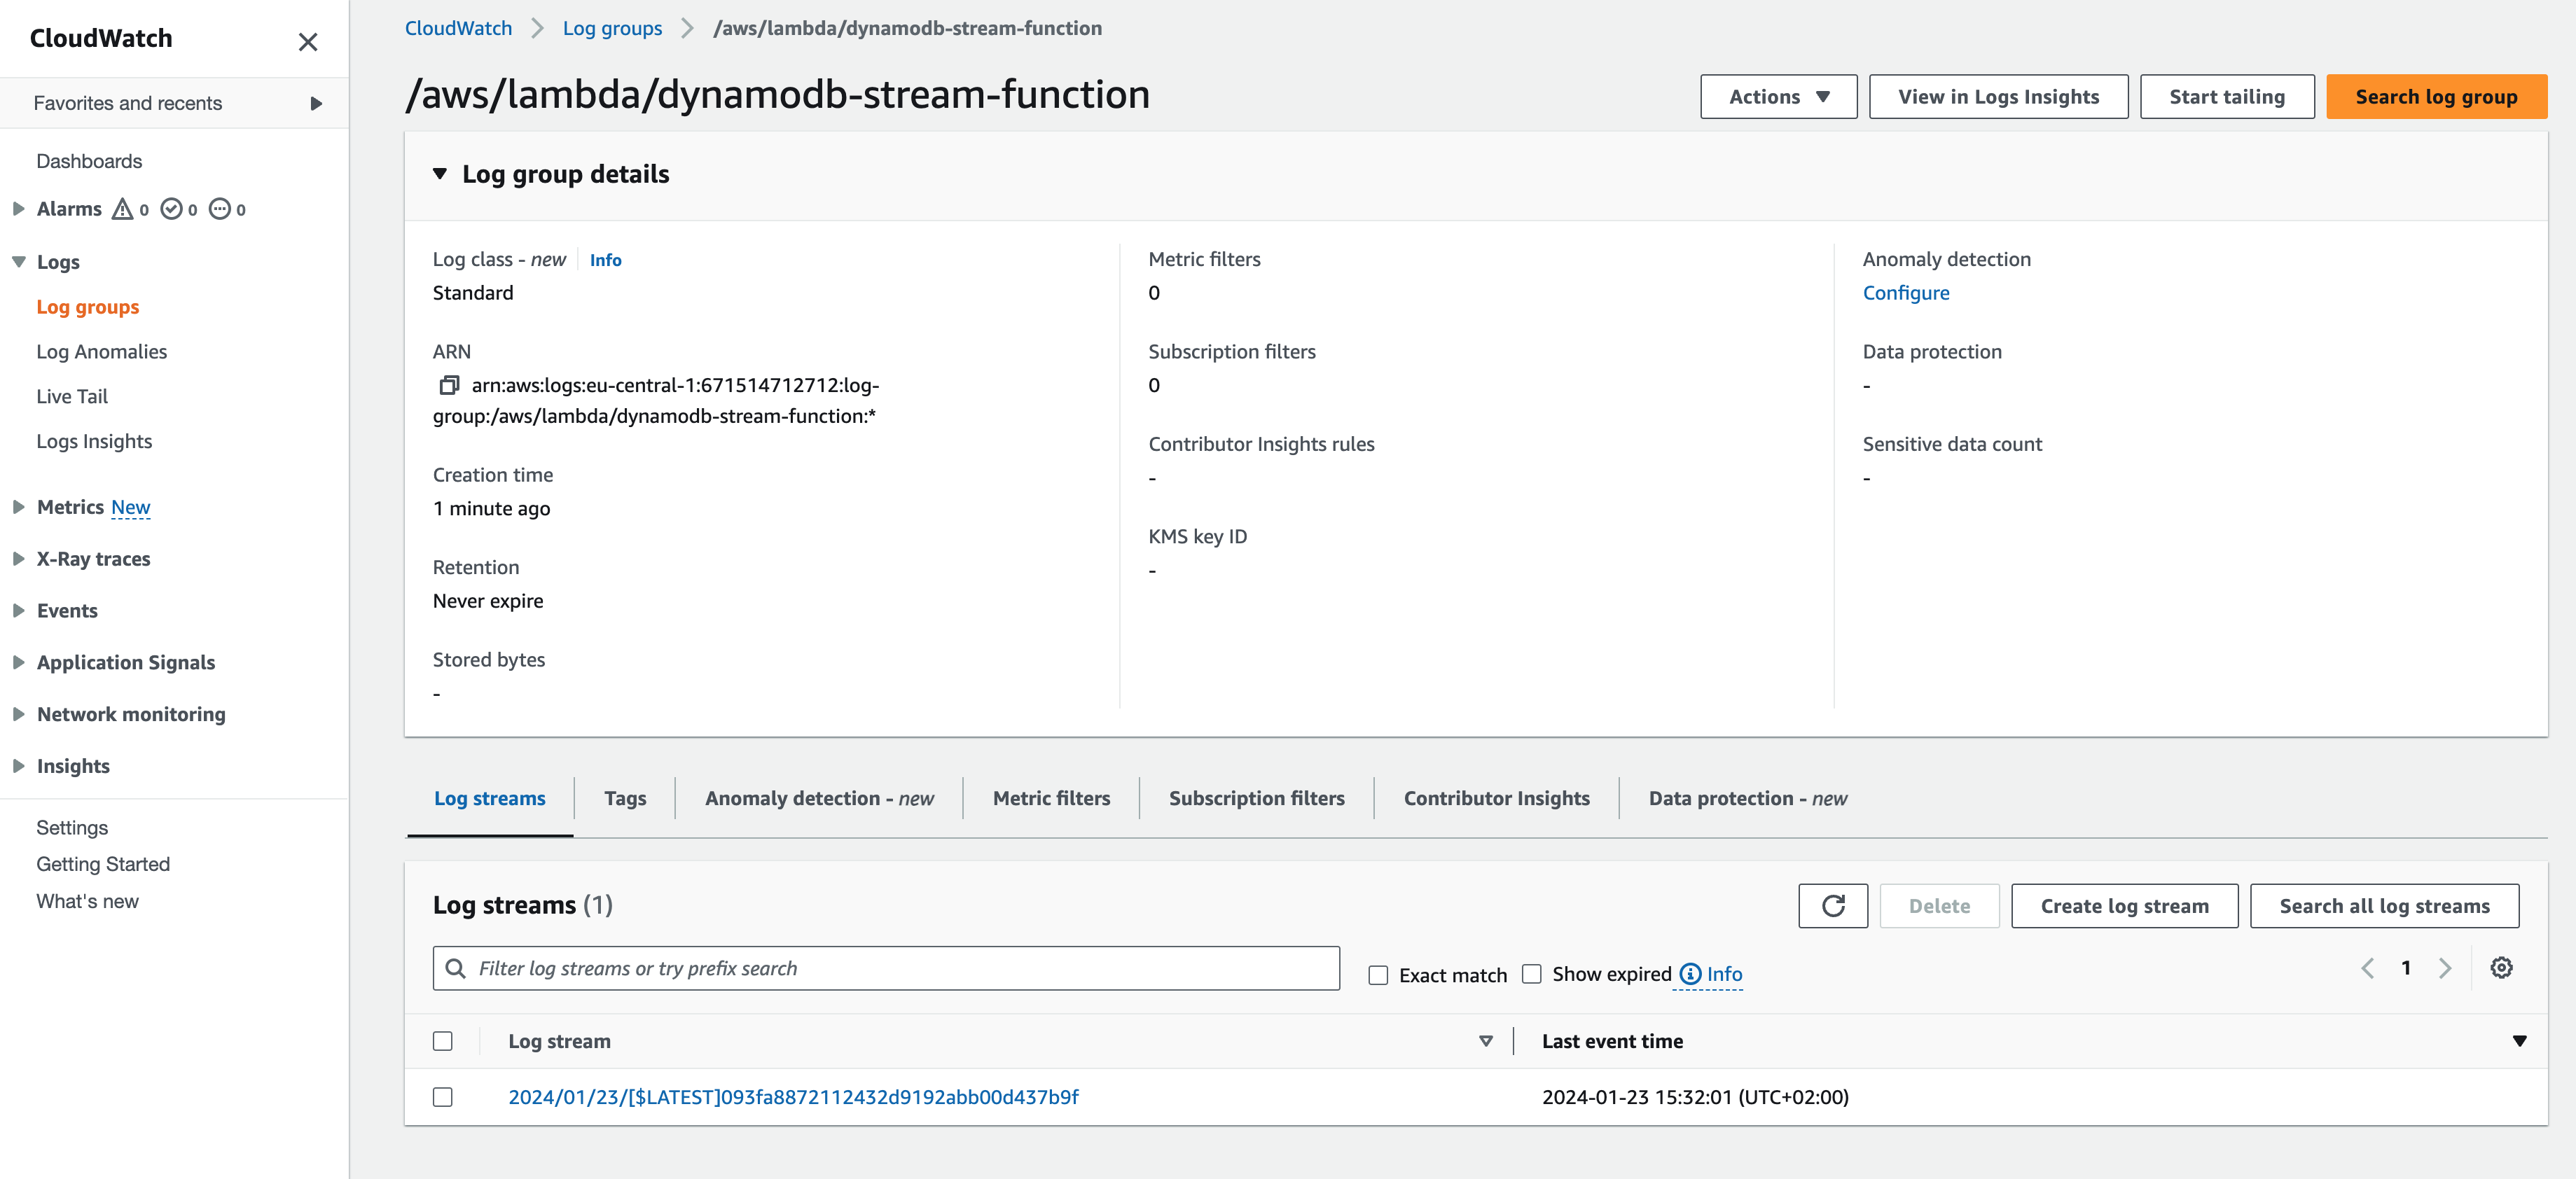 CloudWatch
Favorites and recents
Dashboards
Alarms 0 0 0
Logs
Log groups
Log Anomalies
Live Tail
Logs Insights
Metrics New
X-Ray traces
Events
Application Signals
Network monitoring
Insights
Settings
Getting Started
What's new
CloudWatch Log groups /aws/lambda/dynamodb-stream-function
/aws/lambda/dynamodb-stream-function
Actions View in Logs Insights Start tailing Search log group
Log group details
Log class - new Info
Standard
ARN
arn:aws:logs:eu-central-1:671514712712:log-
group:/aws/lambda/dynamodb-stream-function:*
Creation time
1 minute ago
Retention
Never expire
Stored bytes
-
Metric filters
0
Subscription filters
0
Contributor Insights rules
-
KMS key ID
-
Anomaly detection
Configure
Data protection
-
Sensitive data count
-
Log streams Tags Anomaly detection - new Metric filters Subscription filters Contributor Insights Data protection - new
Log streams (1)
Delete Create log stream Search all log streams
Filter log streams or try prefix search Exact match Show expired Info 1
Log stream Last event time
2024/01/23/[$LATEST]093fa8872112432d9192abb00d437b9f 2024-01-23 15:32:01 (UTC+02:00)